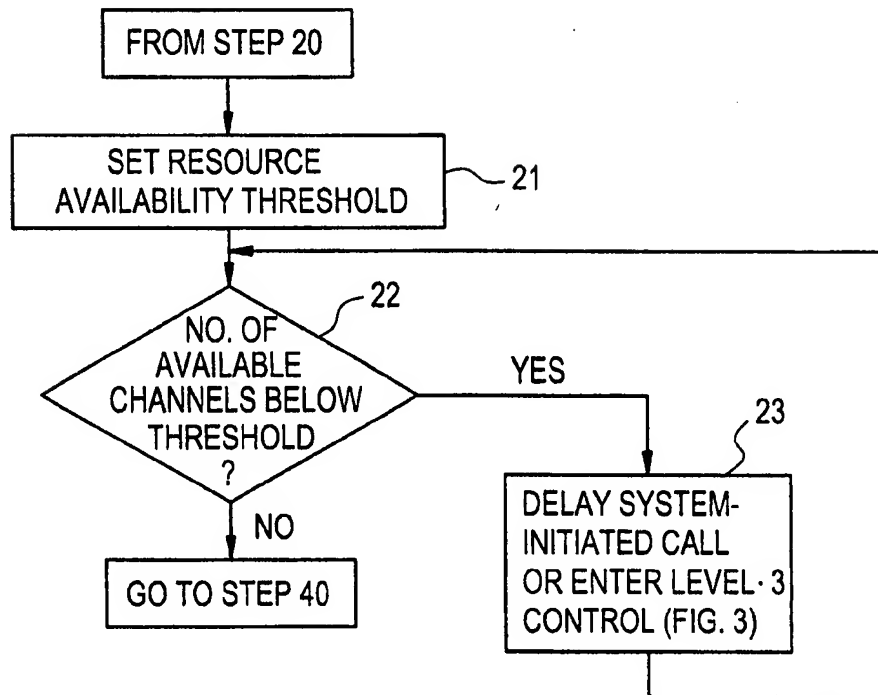 FROM STEP 20
SET RESOURCE
AVAILABILITY THRESHOLD
21
22
NO. OF
AVAILABLE
CHANNELS BELOW
THRESHOLD
?
YES
23
NO
DELAY SYSTEM-
INITIATED CALL
OR ENTER LEVEL· 3
CONTROL (FIG. 3)
GO TO STEP 40